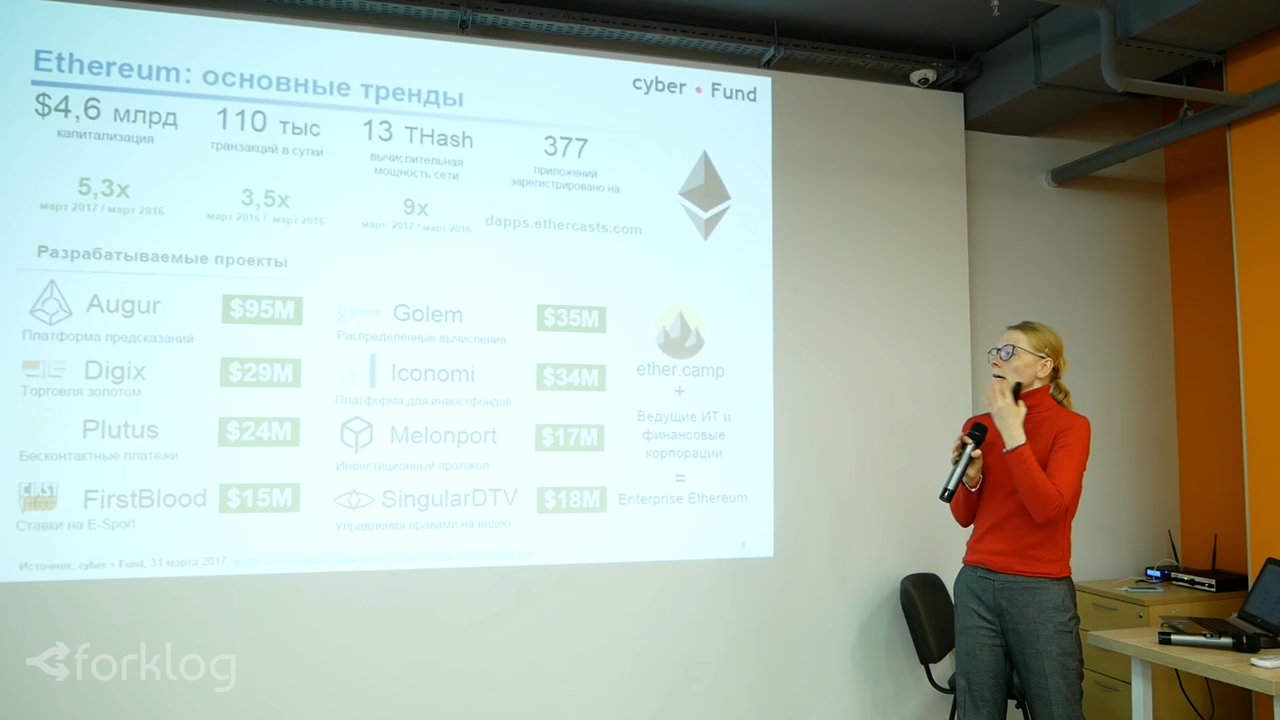 Ethereum: основные тренды
cyber • Fund
$4,6 млрд
капитализация
110 тыс
транзакций в сутки
13 THash
вычислительная
мощность сети
377
приложений
зарегистрировано на
dapps.ethercasts.com
5,3x
март 2017 / март 2016
3,5x
март 2016 / март 2016
9x
март 2017 / март 2016
Разрабатываемые проекты
Augur
$95M
Платформа предсказаний
Golem
$35M
Распределенные вычисления
Digix
$29M
Торговля золотом
Iconomi
$34M
Платформа для инвестфондов
Plutus
$24M
Бесконтактные платежи
Melonport
$17M
Инвестиционный протокол
FIRST
FirstBlood
$15M
Ставки на E-Sport
SingularDTV
$18M
Управления правами на видео
ether.camp
+
Ведущие ИТ и
финансовые
корпорации
=
Enterprise Ethereum
Источник: cyber • Fund, 31 марта 2017,
6
forklog